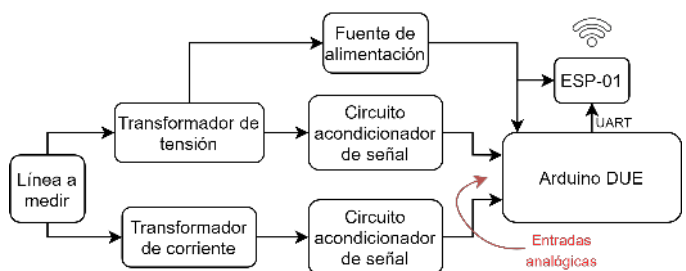 Fuente de
alimentación
ESP-01
UART
Transformador de
tensión
Circuito
acondicionador
de señal
Línea a
medir
Arduino DUE
Transformador
de corriente
Circuito
acondicionador
de señal
Entradas
analógicas